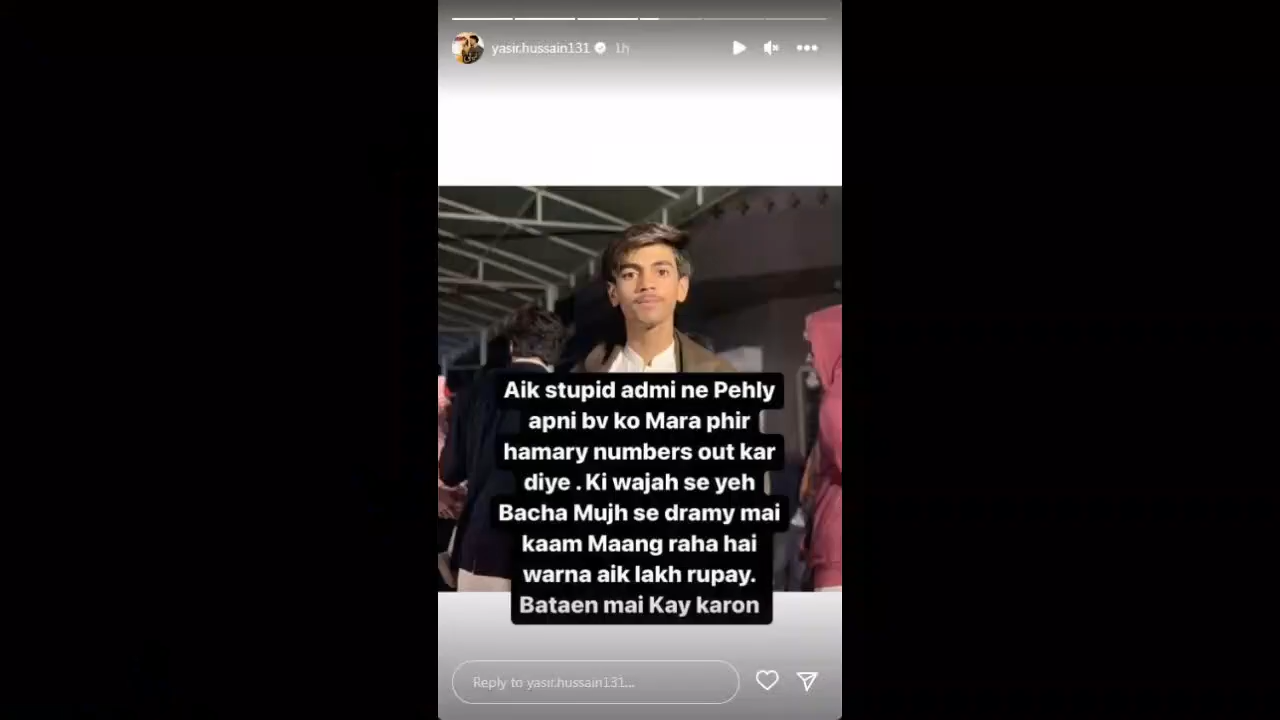 yasir.hussain131 1h
Aik stupid admi ne Pehly
apni bv ko Mara phir
hamary numbers out kar
diye . Ki wajah se yeh
Bacha Mujh se dramy mai
kaam Maang raha hai
warna aik lakh rupay.
Bataen mai Kay karon
Reply to yasir.hussain131...